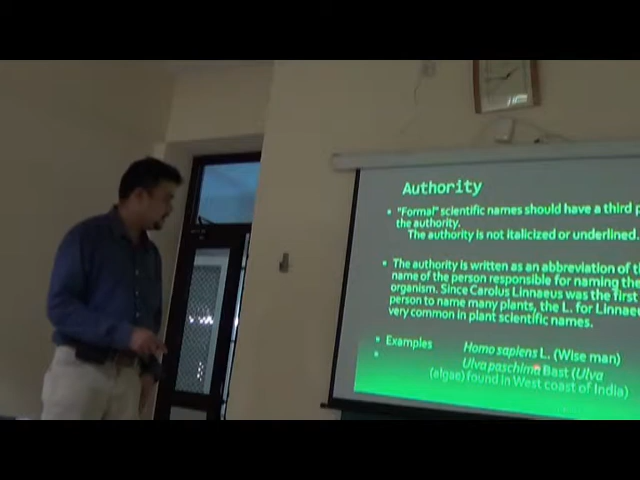 Authority
• "Formal" scientific names should have a third
the authority.
The authority is not italicized or underlined.
• The authority is written as an abbreviation of
name of the person responsible for naming the
organism. Since Carolus Linnaeus was the first
person to name many plants, the L. for Linnaeus
very common in plant scientific names.
• Examples
Homo sapiens L. (Wise man)
• Ulva paschima Bast (Ulva
(algae) found in West coast of India)